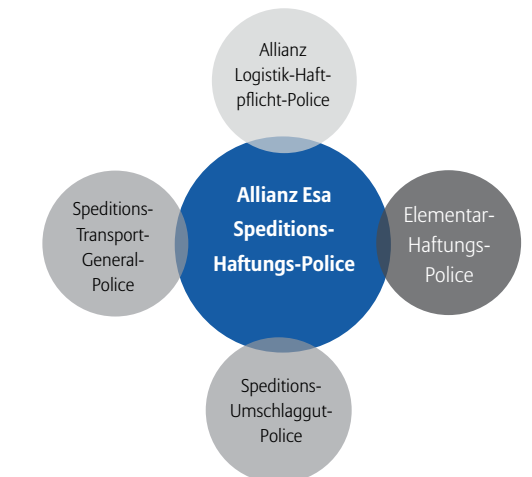 Allianz
Logistik-Haft-
pflicht-Police
Allianz Esa
Speditions-
Haftungs-Police
Speditions-
Transport-
General-
Police
Elementar-
Haftungs-
Police
Speditions-
Umschlaggut-
Police